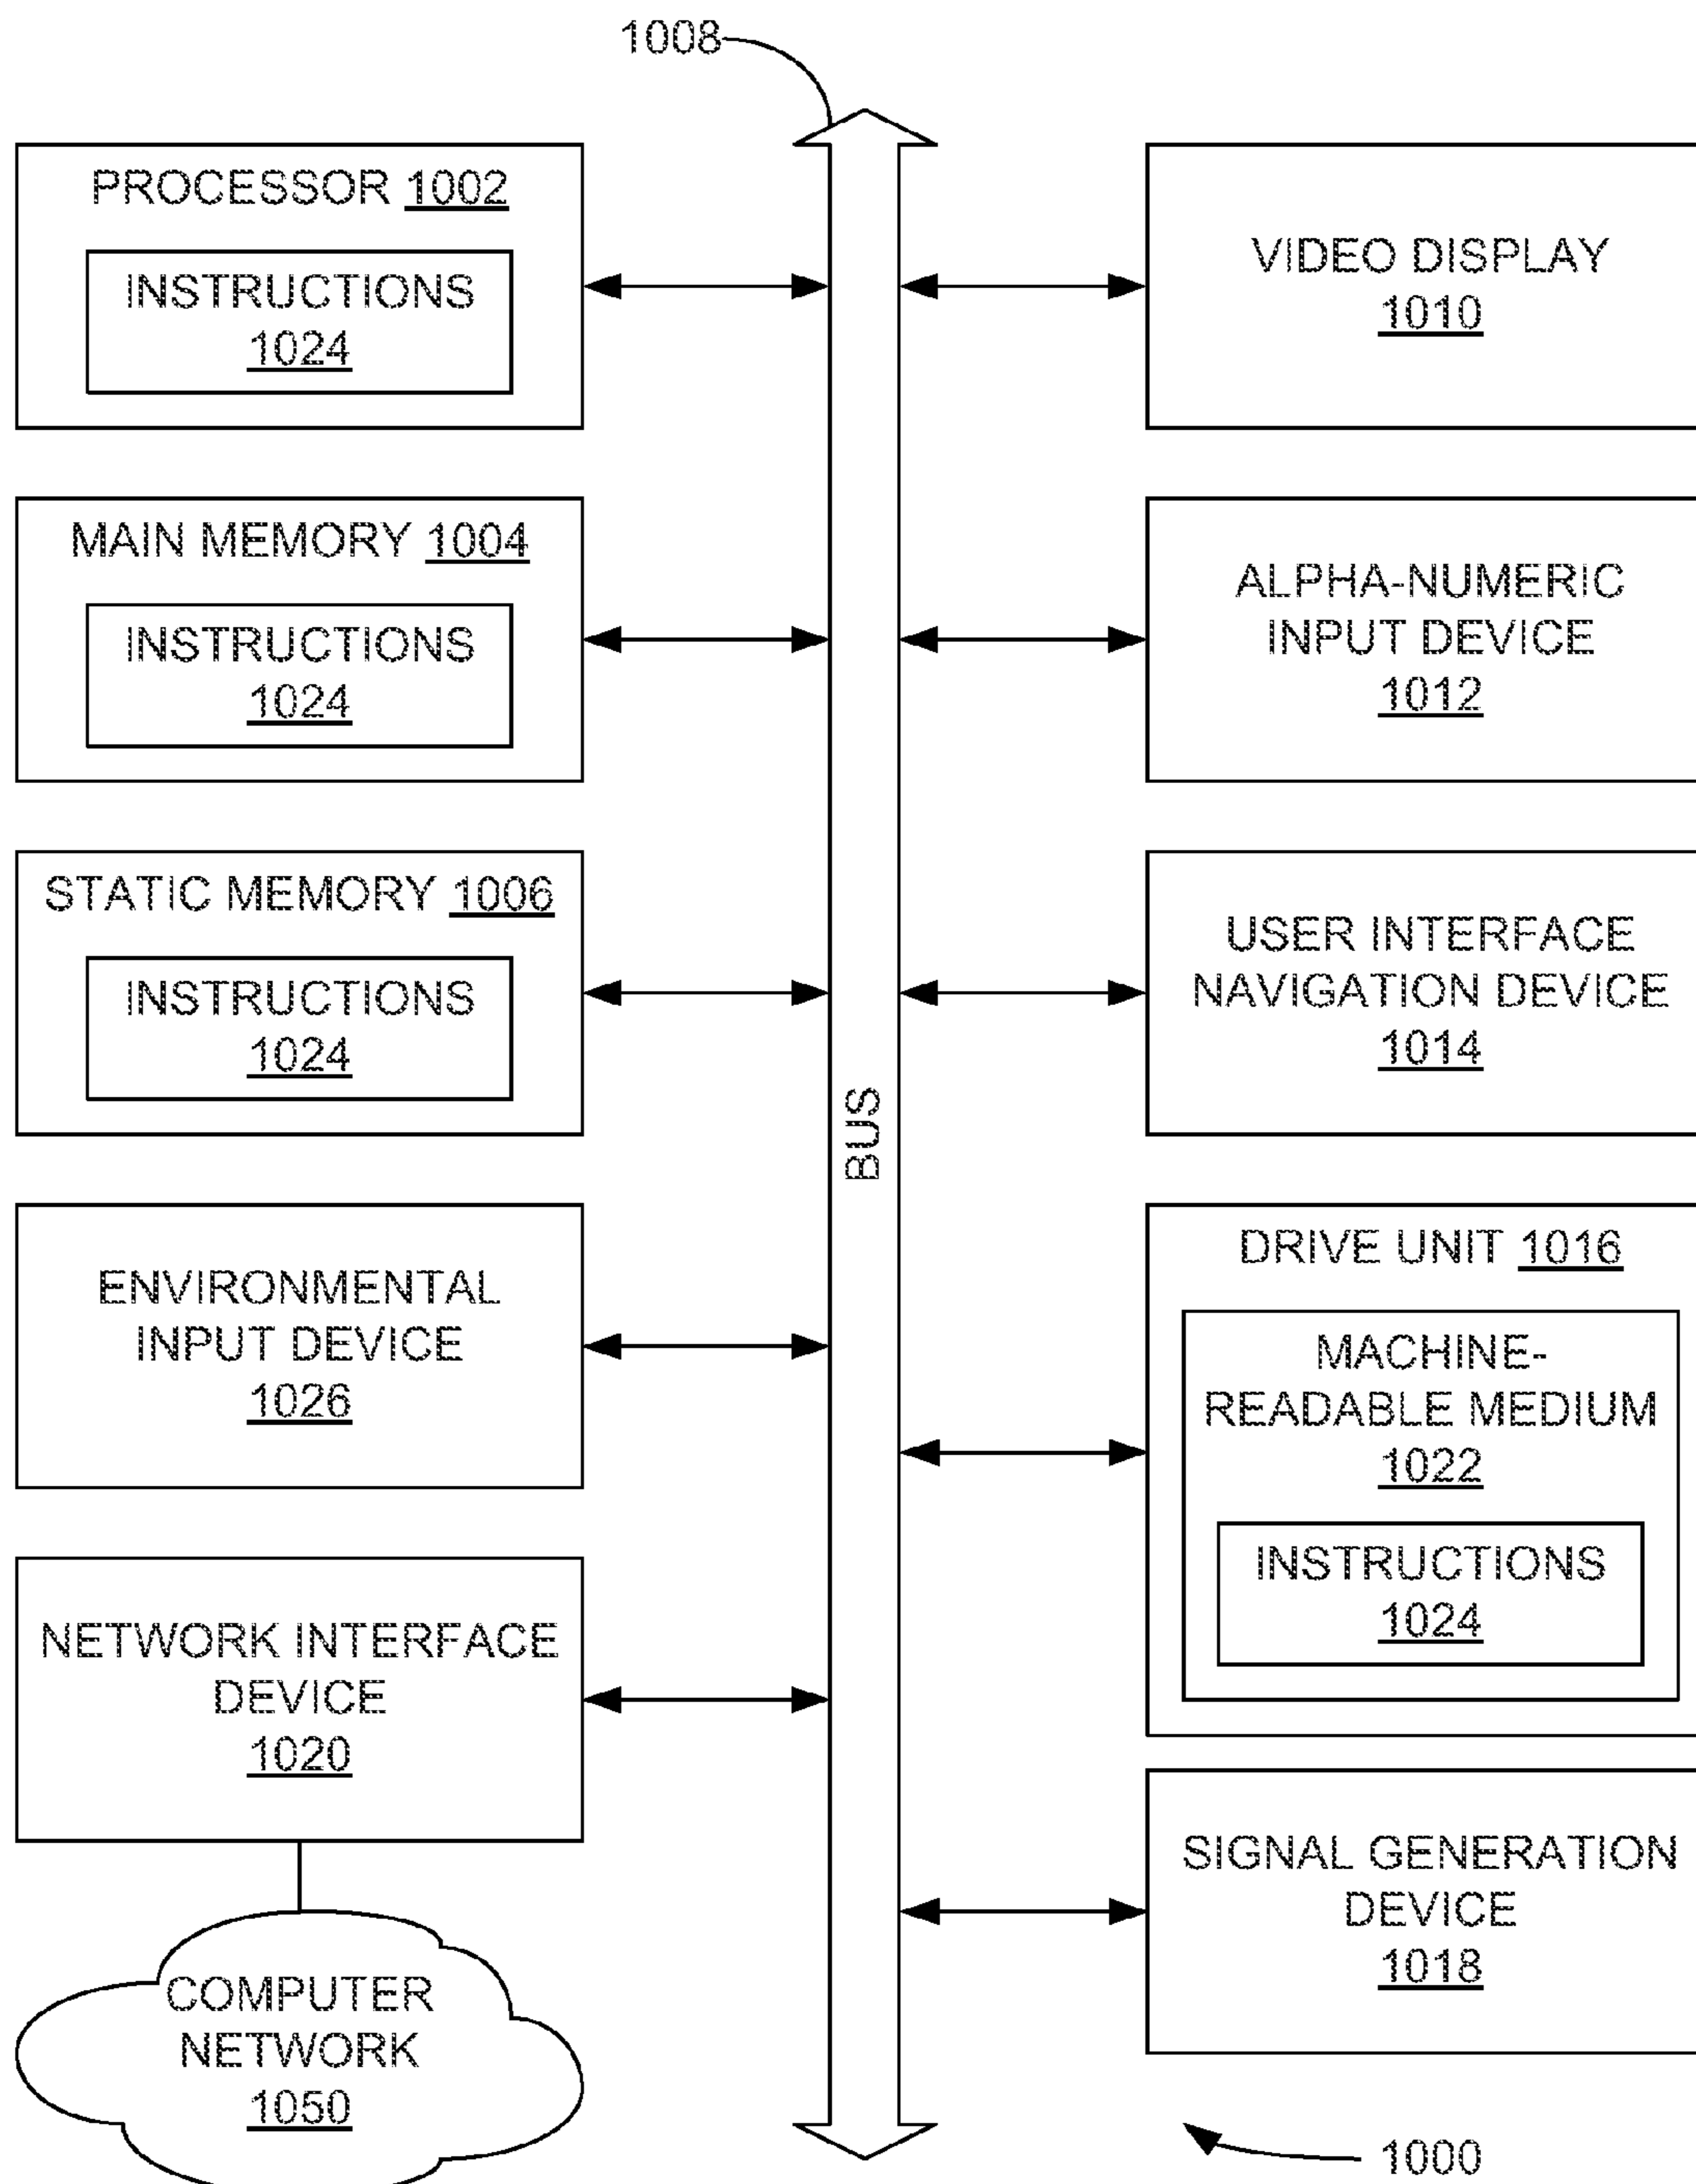 1008
PROCESSOR 1002
INSTRUCTIONS
1024
MAIN MEMORY 1004
INSTRUCTIONS
1024
STATIC MEMORY 1006
INSTRUCTIONS
1024
ENVIRONMENTAL
INPUT DEVICE
1026
NETWORK INTERFACE
DEVICE
1020
COMPUTER
NETWORK
1050
BUS
VIDEO DISPLAY
1010
ALPHA-NUMERIC
INPUT DEVICE
1012
USER INTERFACE
NAVIGATION DEVICE
1014
DRIVE UNIT 1016
MACHINE-
READABLE MEDIUM
1022
INSTRUCTIONS
1024
SIGNAL GENERATION
DEVICE
1018
1000